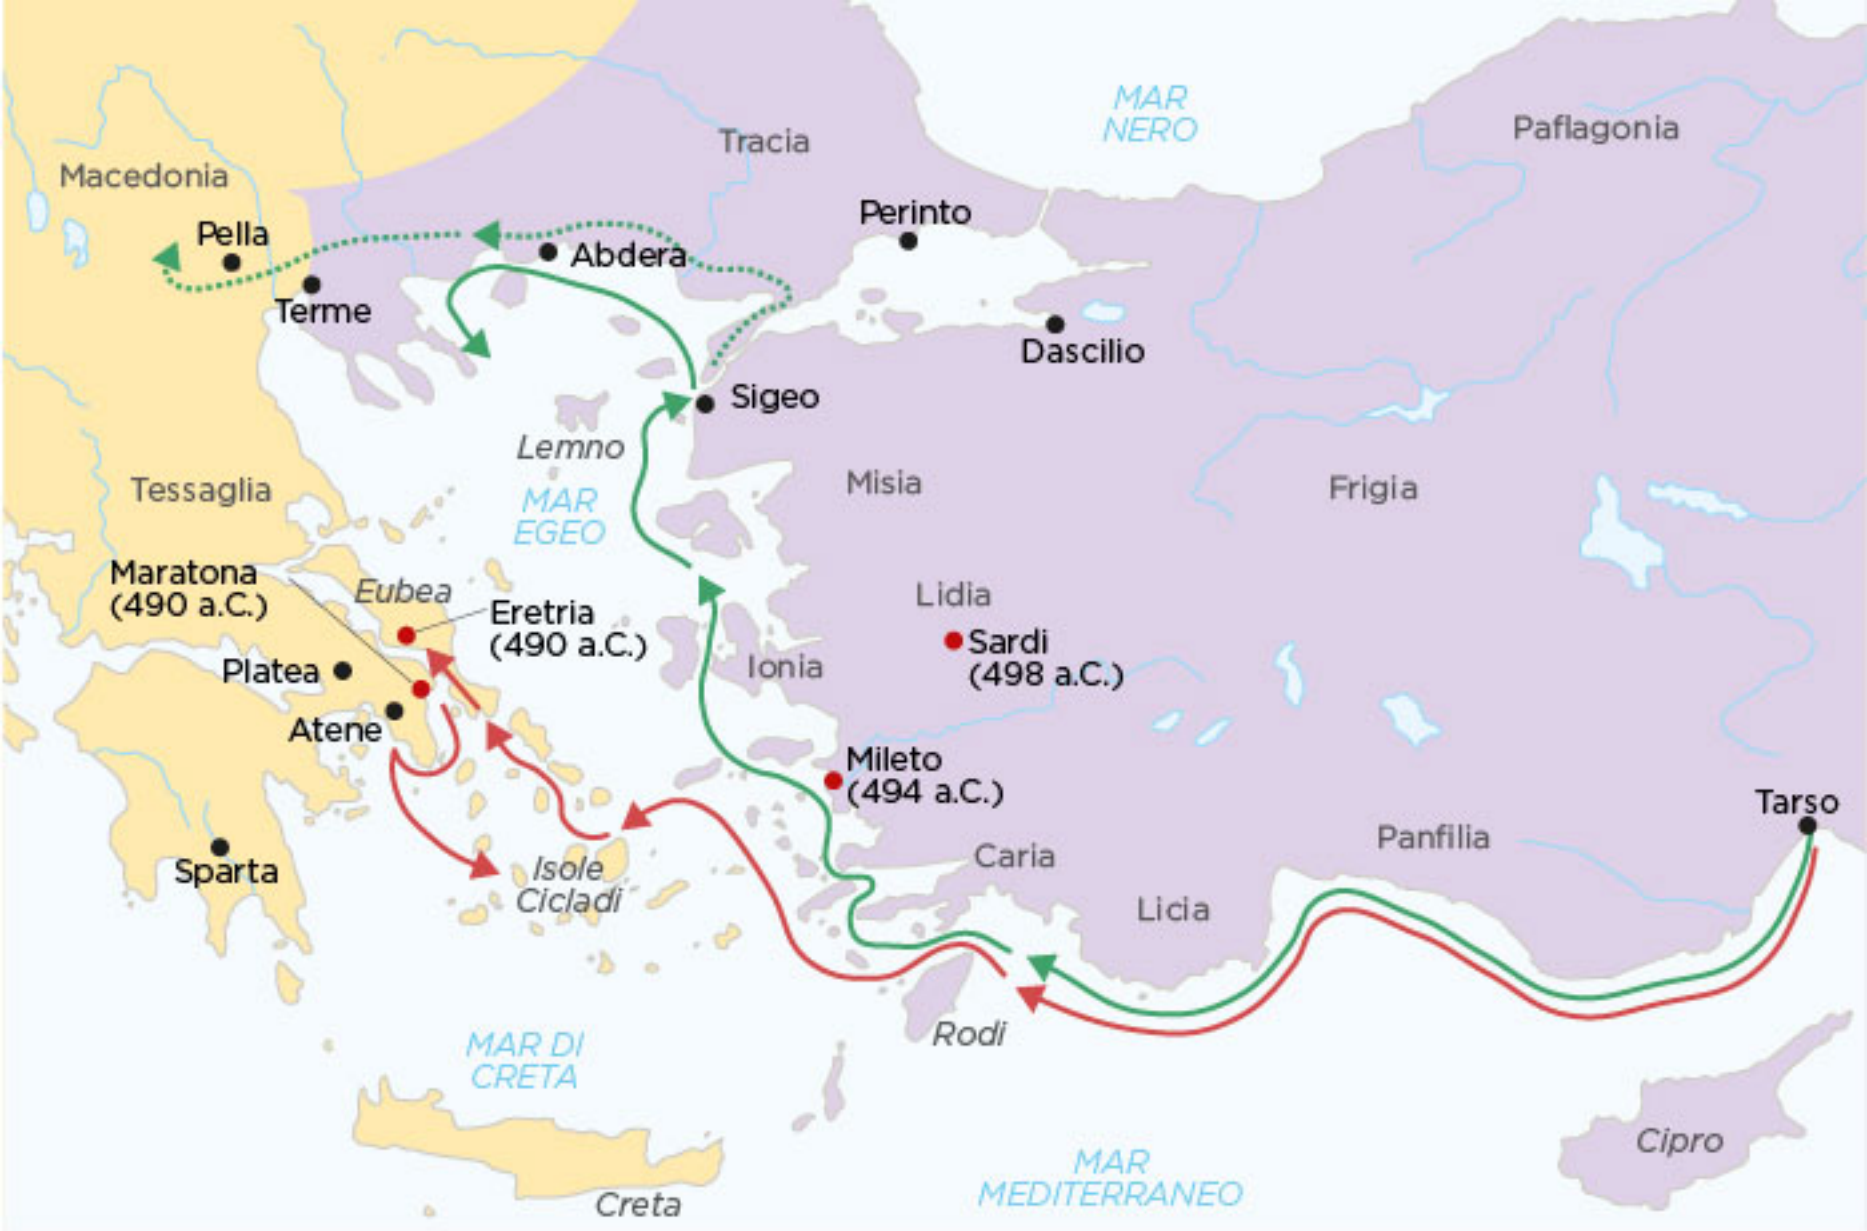 MAR
NERO
Paflagonia
Tracia
Macedonia
Perinto
Pella
Abdera
Terme
Dascilio
Sigeo
Lemno
Misia
Frigia
Tessaglia
MAR
EGEO
Maratona
(490 a.C.)
Eubea
Eretria
(490 a.C.)
Lidia
Sardi
(498 a.C.)
Platea
Ionia
Atene
Mileto
(494 a.C.)
Tarso
Panfilia
Caria
Sparta
Isole
Cicladi
Licia
Rodi
MAR DI
CRETA
Cipro
MAR
MEDITERRANEO
Creta